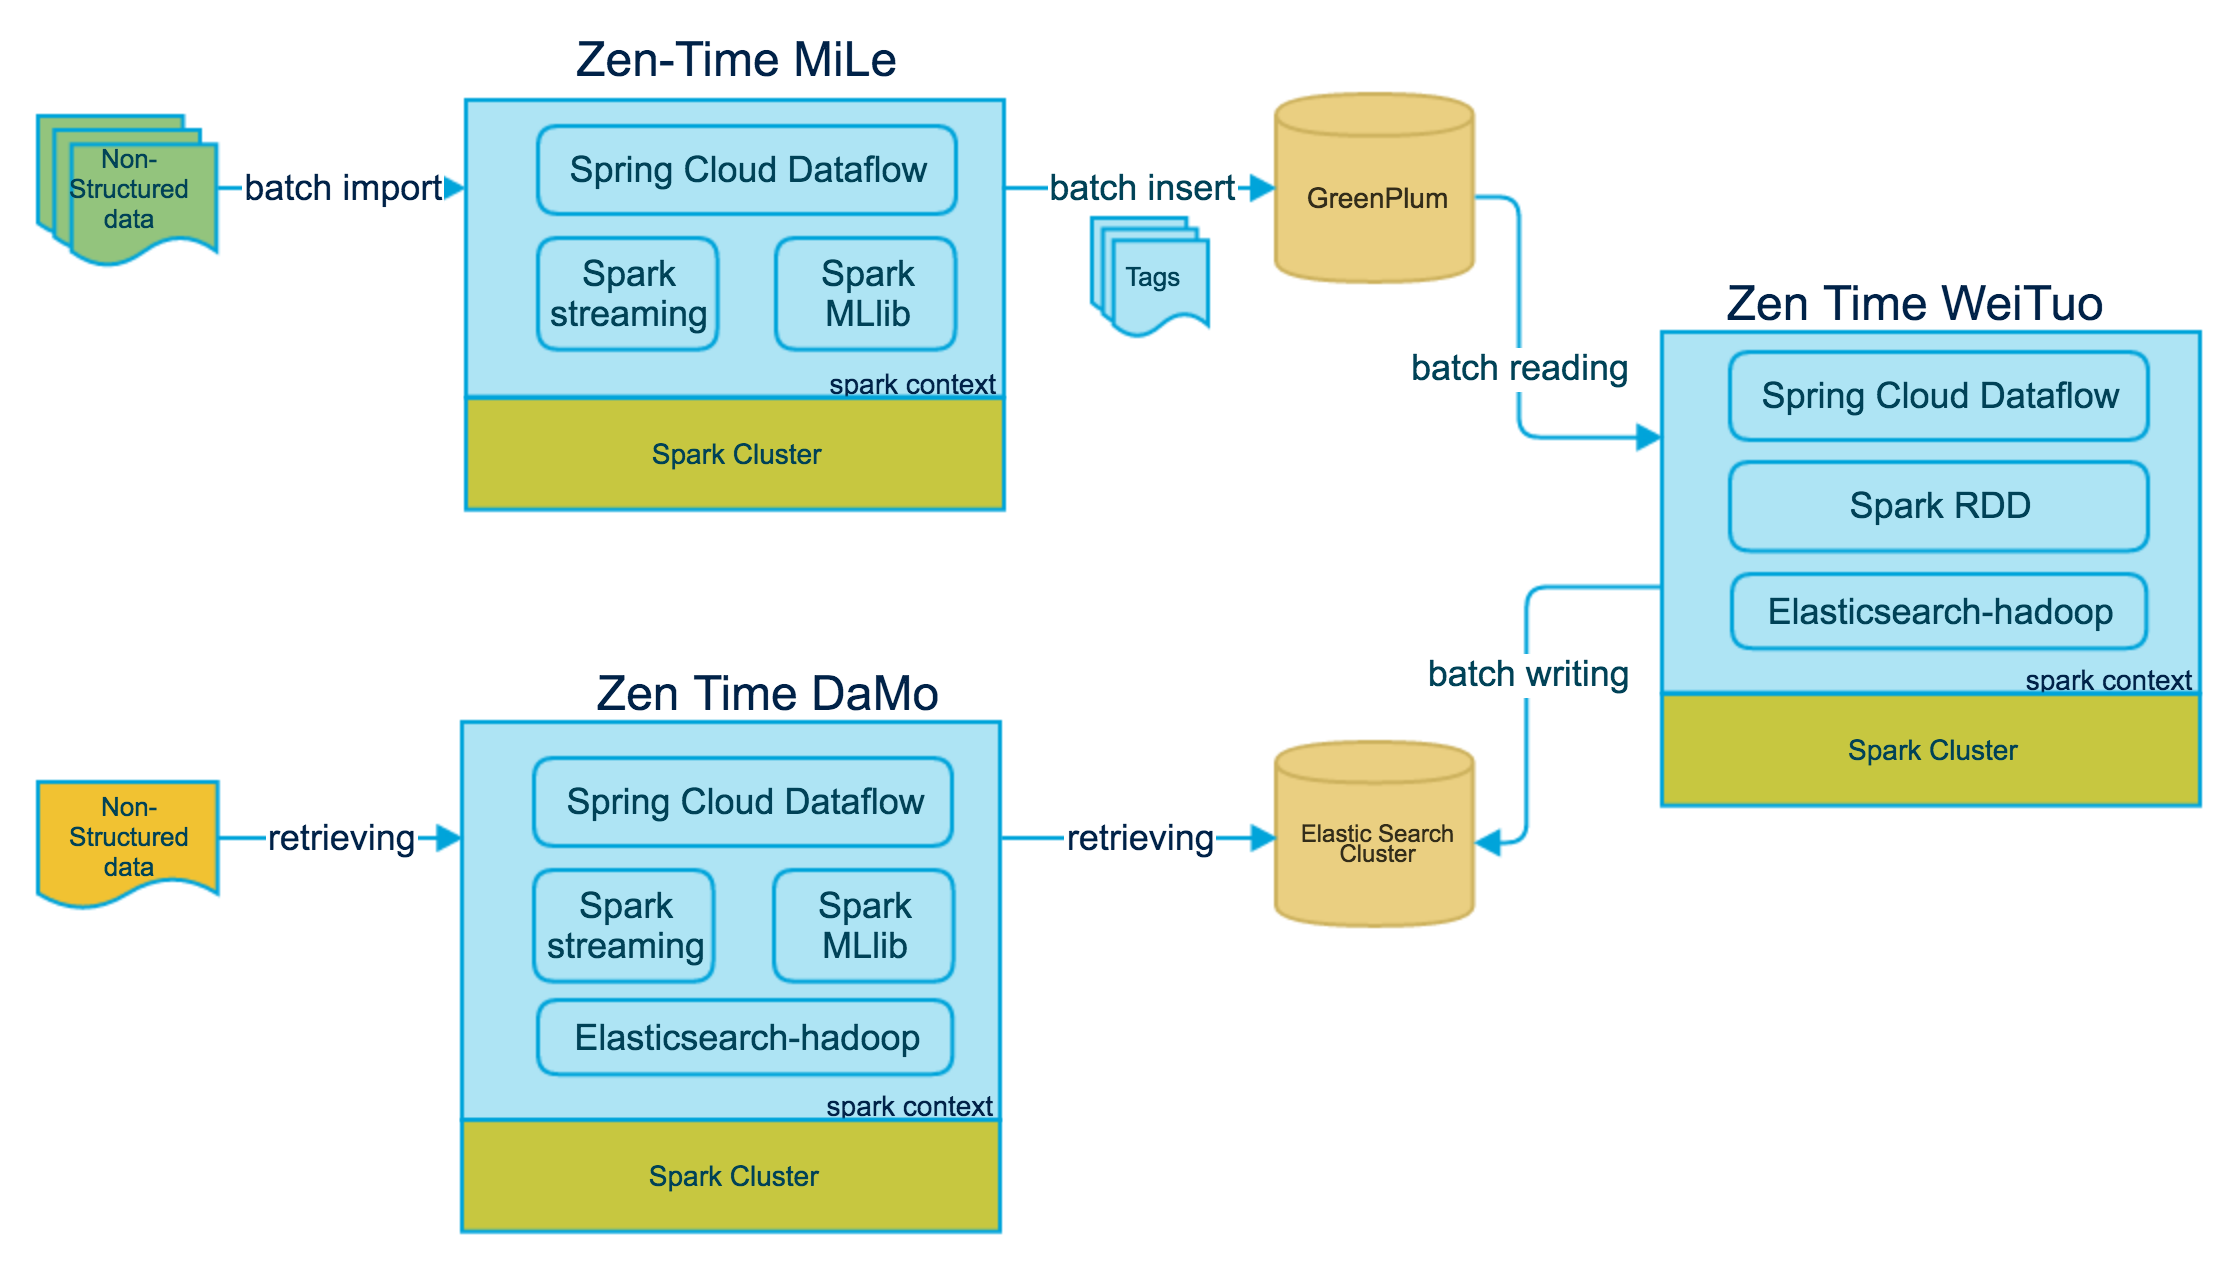 Zen-Time MiLe
Non-
Structured
data
batch import
Spring Cloud Dataflow
Spark
streaming
Spark
MLlib
spark context
Spark Cluster
batch insert
Tags
GreenPlum
batch reading
Zen Time WeiTuo
Spring Cloud Dataflow
Spark RDD
Elasticsearch-hadoop
spark context
Spark Cluster
batch writing
Zen Time DaMo
Non-
Structured
data
retrieving
Spring Cloud Dataflow
Spark
streaming
Spark
MLlib
Elasticsearch-hadoop
spark context
Spark Cluster
retrieving
Elastic Search
Cluster